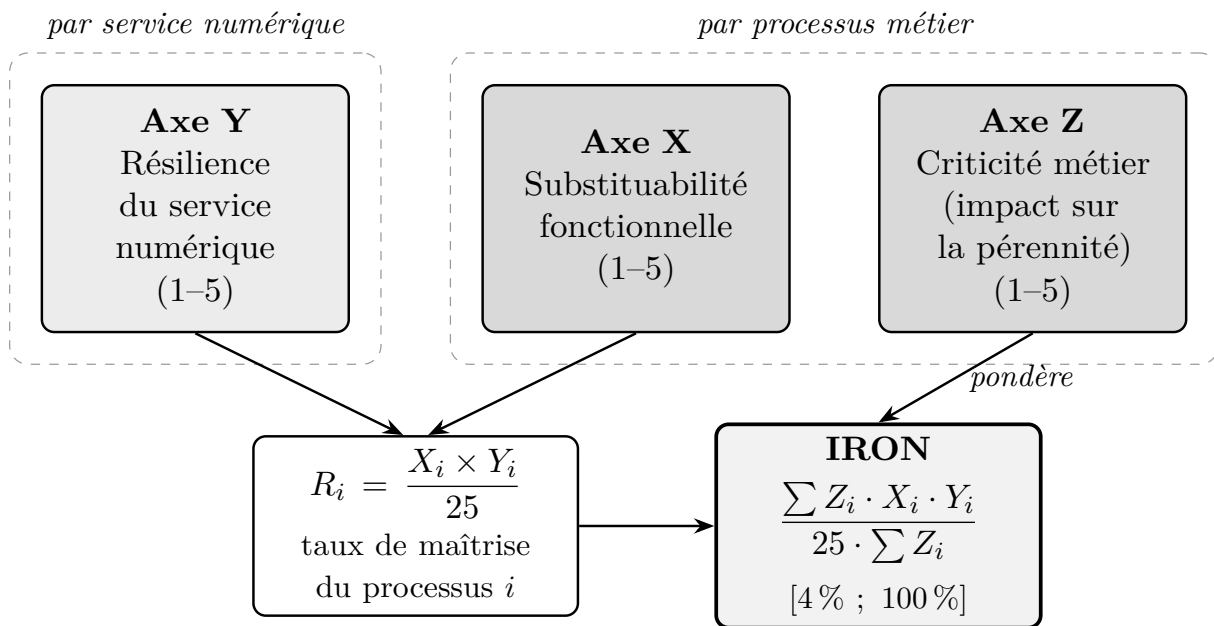 par service numérique
par processus métier
Axe Y
Résilience
du service
numérique
(1–5)
Axe X
Substituabilité
fonctionnelle
(1–5)
Axe Z
Criticité métier
(impact sur
la pérennité)
(1–5)
pondère
R_i = \frac{X_i × Y_i}{25}
taux de maîtrise
du processus i
IRON
\frac{∑ Z_i · X_i · Y_i}{25 · ∑ Z_i}
[4 % ; 100 %]